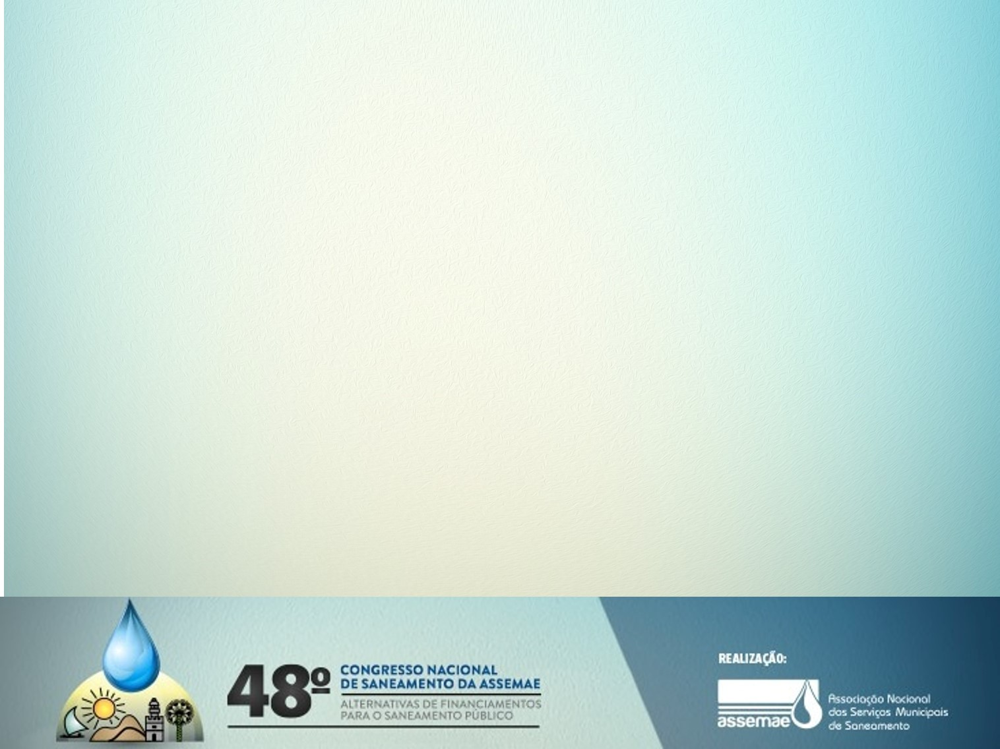 48º
CONGRESSO NACIONAL
DE SANEAMENTO DA ASSEMAE
ALTERNATIVAS DE FINANCIAMENTOS
PARA O SANEAMENTO PÚBLICO
REALIZAÇÃO:
assemae
Associação Nacional
dos Serviços Municipais
de Saneamento